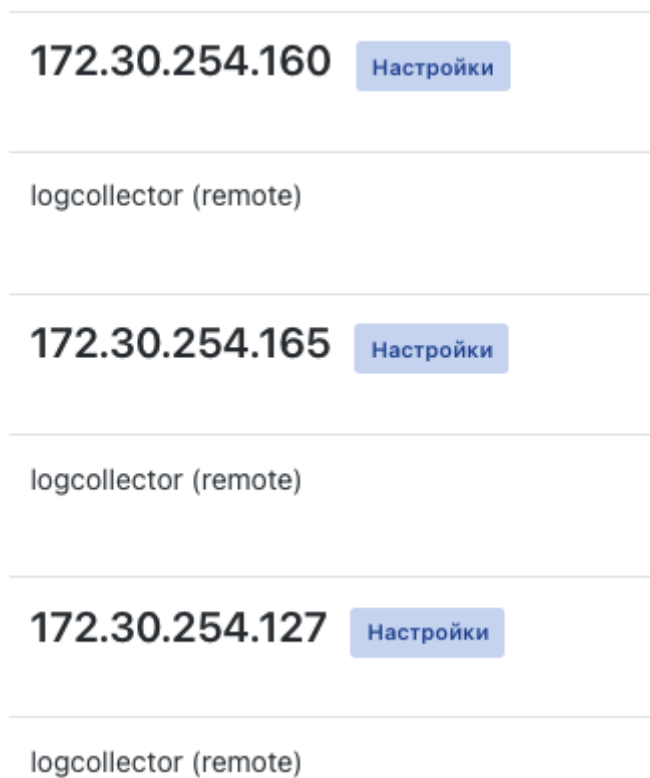 172.30.254.160 Настройки
logcollector (remote)
172.30.254.165 Настройки
logcollector (remote)
172.30.254.127 Настройки
logcollector (remote)